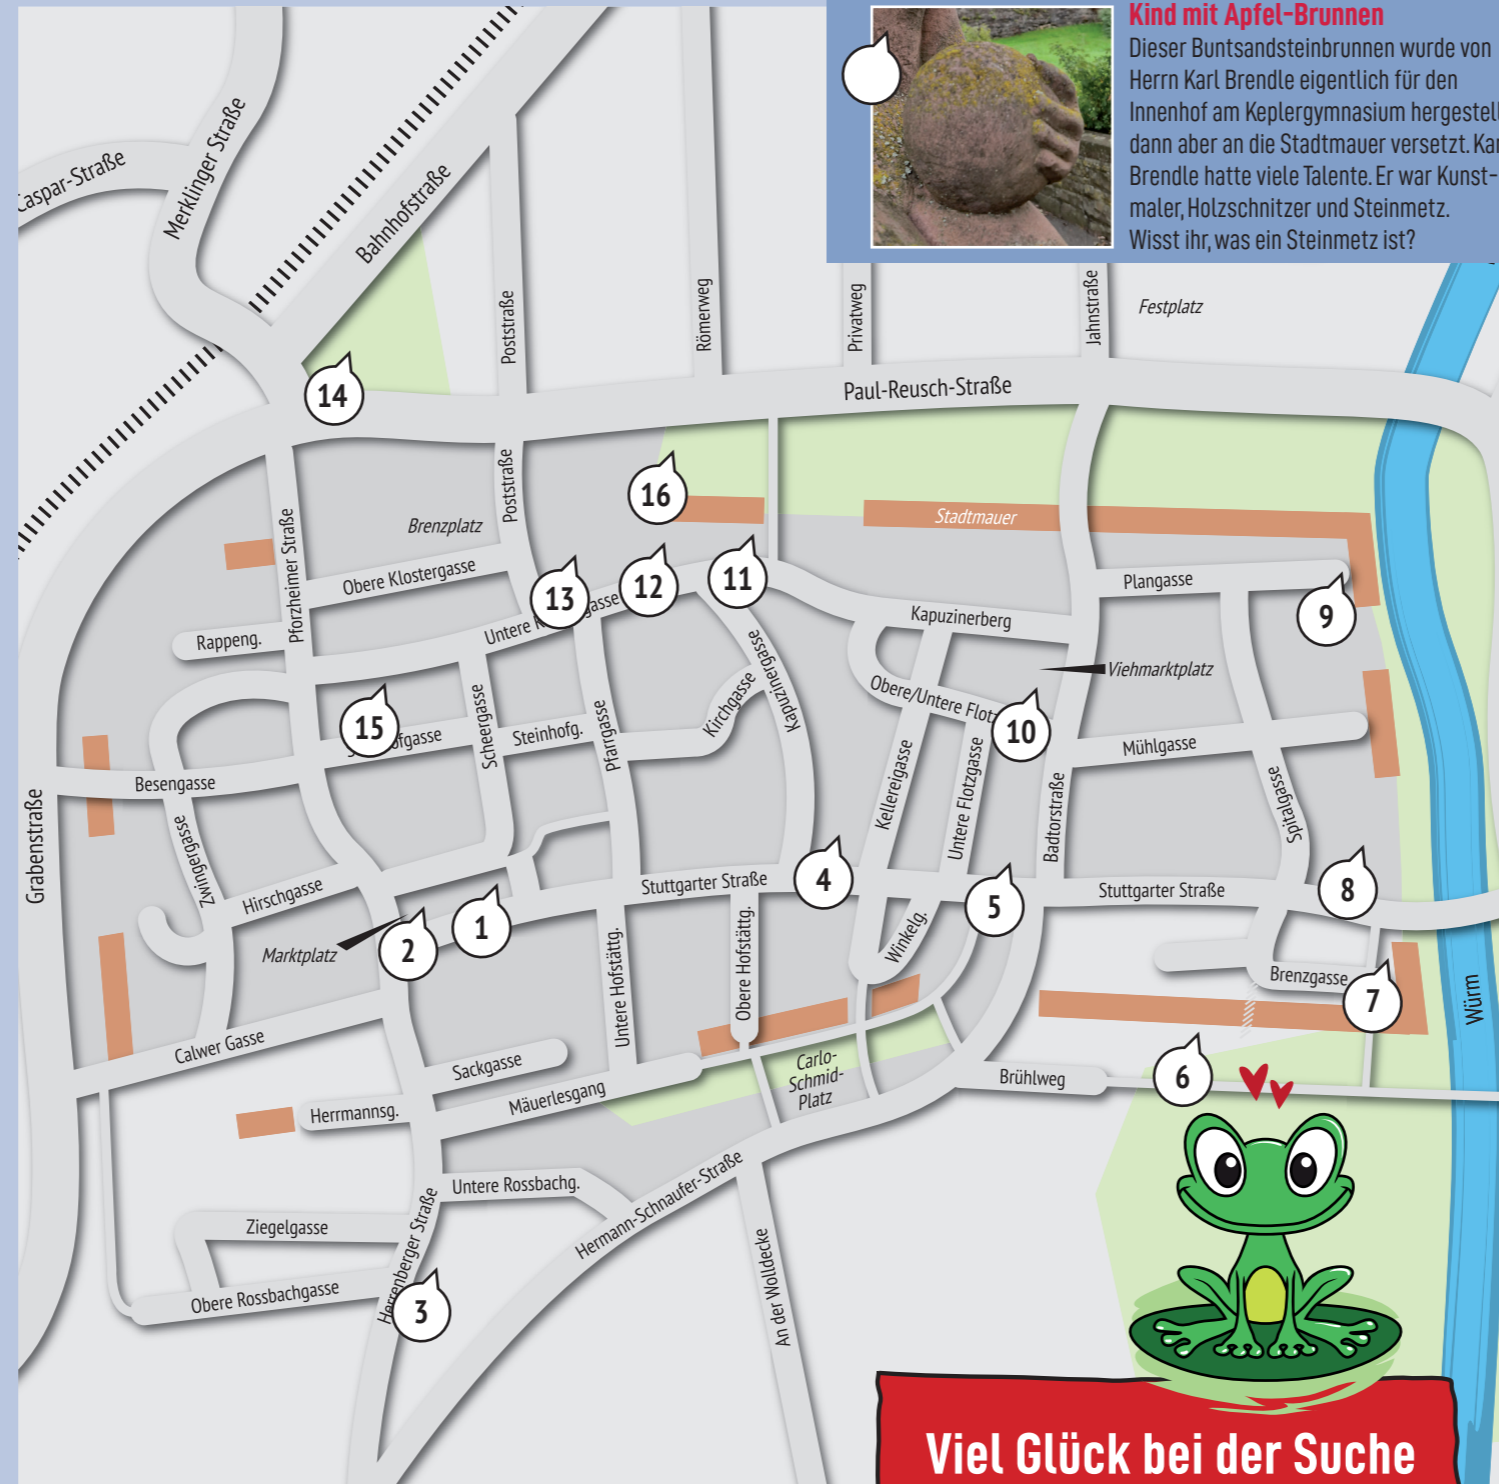 Kind mit Apfel-Brunnen
Dieser Buntsandsteinbrunnen wurde von
Herrn Karl Brendle eigentlich für den
Innenhof am Keplergymnasium hergestell
dann aber an die Stadtmauer versetzt. Kar
Brendle hatte viele Talente. Er war Kunst-
maler, Holzschnitzer und Steinmetz.
Wisst ihr, was ein Steinmetz ist?
Caspar-Straße
Merklinger Straße
Bahnhofstraße
Poststraße
Römerweg
Privatweg
Jahnstraße
Festplatz
14
Paul-Reusch-Straße
Poststraße
16
Stadtmauer
Brenzplatz
Pforzheimer Straße
Obere Klostergasse
13
12
11
Plangasse
9
Rappeng.
Untere
gasse
Kapuzinerberg
Viehmarktplatz
15
ofgasse
Scheergasse
Steinhofg.
Pfarrgasse
Kirchgasse
Kapuzinergasse
Obere/Untere Flotz
10
Mühlgasse
Besengasse
Grabenstraße
Zwingergasse
Kellereigasse
Untere Flotzgasse
Badtorstraße
Spitalgasse
Hirschgasse
Stuttgarter Straße
4
5
Stuttgarter Straße
8
Marktplatz
2
1
Untere Hofstättg.
Obere Hofstättg.
Winkelg.
Brenzgasse
7
Würm
Calwer Gasse
Sackgasse
Carlo-
Schmid-
Platz
Brühlweg
6
Herrmannsg.
Mäuerlesgang
Untere Rossbachg.
Hermann-Schnaufer-Straße
Ziegelgasse
Herrenberger Straße
Obere Rossbachgasse
3
An der Wolldecke
Viel Glück bei der Suche